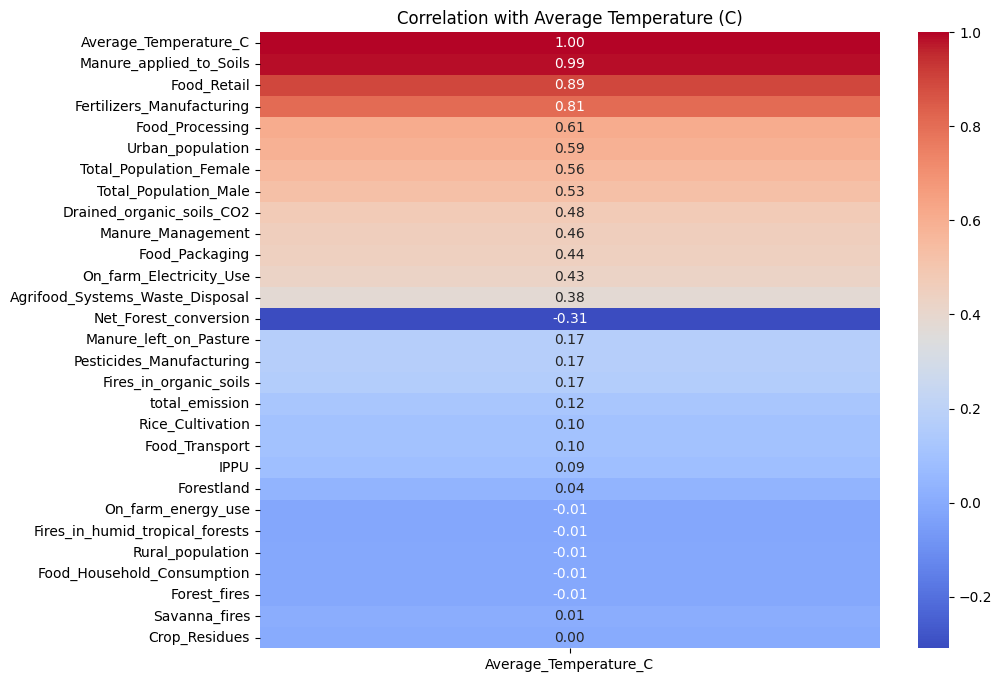 Correlation with Average Temperature (C)
Average_Temperature_C 1.00
Manure_applied_to_Soils 0.99
Food_Retail 0.89
Fertilizers_Manufacturing 0.81
Food_Processing 0.61
Urban_population 0.59
Total_Population_Female 0.56
Total_Population_Male 0.53
Drained_organic_soils_CO2 0.48
Manure_Management 0.46
Food_Packaging 0.44
On_farm_Electricity_Use 0.43
Agrifood_Systems_Waste_Disposal 0.38
Net_Forest_conversion -0.31
Manure_left_on_Pasture 0.17
Pesticides_Manufacturing 0.17
Fires_in_organic_soils 0.17
total_emission 0.12
Rice_Cultivation 0.10
Food_Transport 0.10
IPPU 0.09
Forestland 0.04
On_farm_energy_use -0.01
Fires_in_humid_tropical_forests -0.01
Rural_population -0.01
Food_Household_Consumption -0.01
Forest_fires -0.01
Savanna_fires 0.01
Crop_Residues 0.00
Average_Temperature_C
1.0
0.8
0.6
0.4
0.2
0.0
−0.2